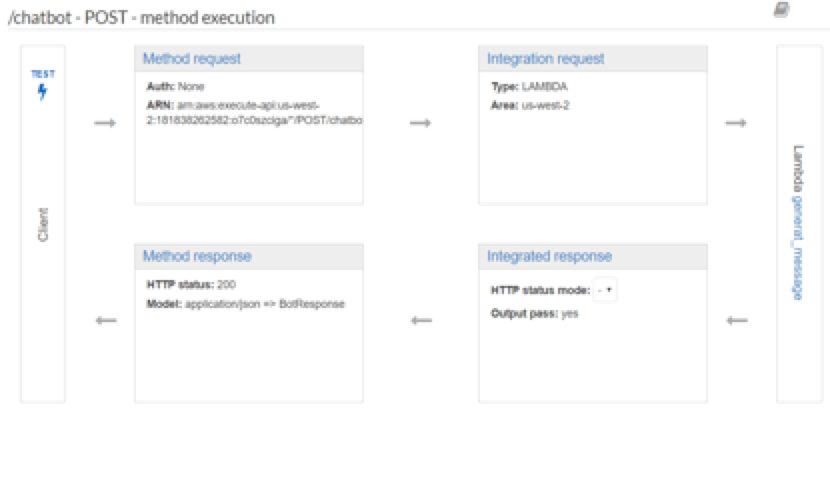 /chatbot - POST - method execution
TEST
Client
Method request
Auth: None
ARN: arn:aws:execute-api:us-west-
2:181838262582:o7c0szciga/*/POST/chatbo
Integration request
Type: LAMBDA
Area: us-west-2
Method response
HTTP status: 200
Model: application/json => BotResponse
Integrated response
HTTP status mode: -
Output pass: yes
Lambda generat_message